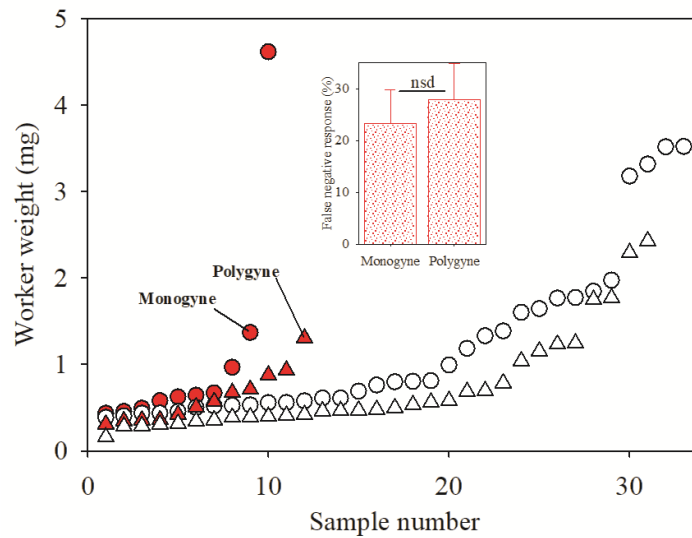 5
4
3
2
1
0
0
10
20
30
Worker weight (mg)
Sample number
Monogyne
Polygyne
nsd
30
20
10
0
False negative response (%)
Monogyne Polygyne